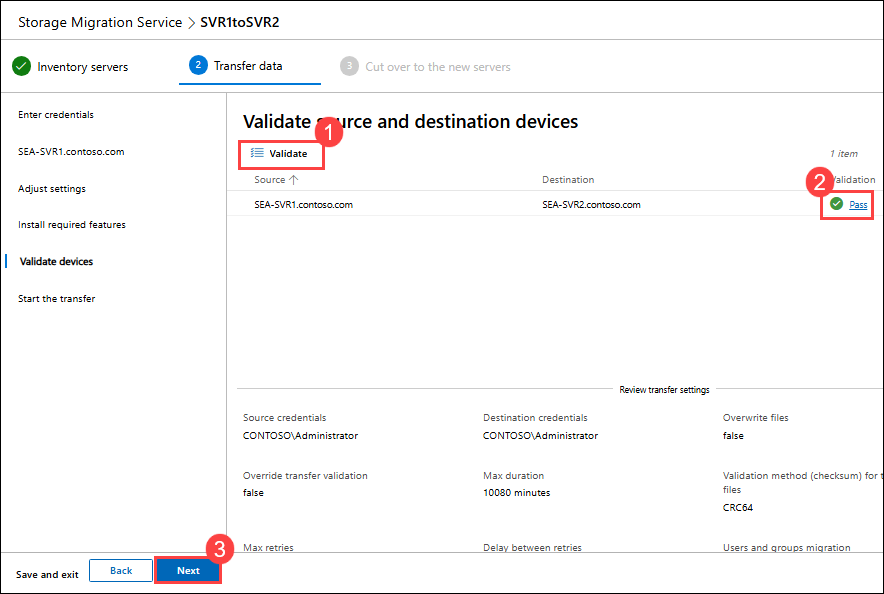 Storage Migration Service > SVR1toSVR2
Inventory servers
2 Transfer data
3 Cut over to the new servers
Enter credentials
SEA-SVR1.contoso.com
Adjust settings
Install required features
Validate devices
Start the transfer
Validate source and destination devices
1
Validate
1 item
2
Source ↑ Destination Validation
SEA-SVR1.contoso.com SEA-SVR2.contoso.com Pass
Review transfer settings
Source credentials Destination credentials Overwrite files
CONTOSO\Administrator CONTOSO\Administrator false
Override transfer validation Max duration Validation method (checksum) for t
files
false 10080 minutes
CRC64
Max retries Delay between retries Users and groups migration
3
Save and exit Back Next